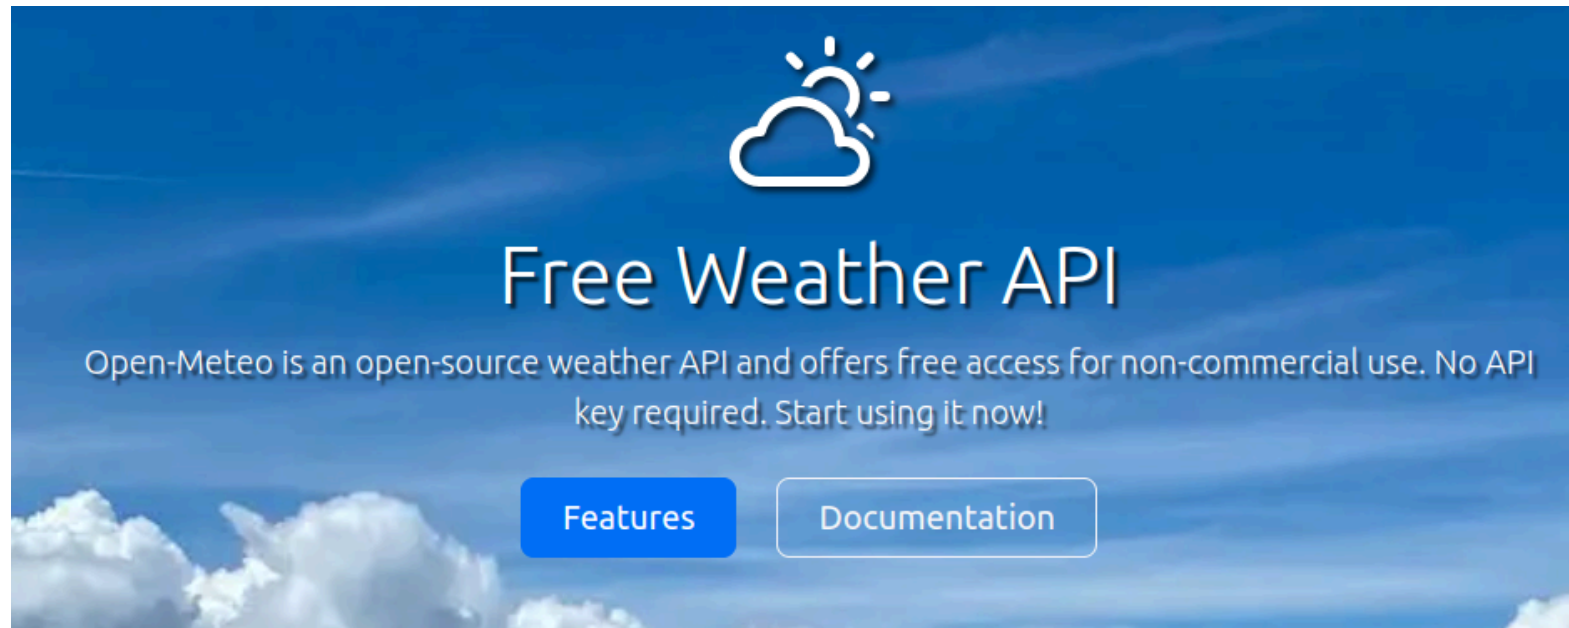 Free Weather API
Open-Meteo is an open-source weather API and offers free access for non-commercial use. No API
key required. Start using it now!
Features
Documentation